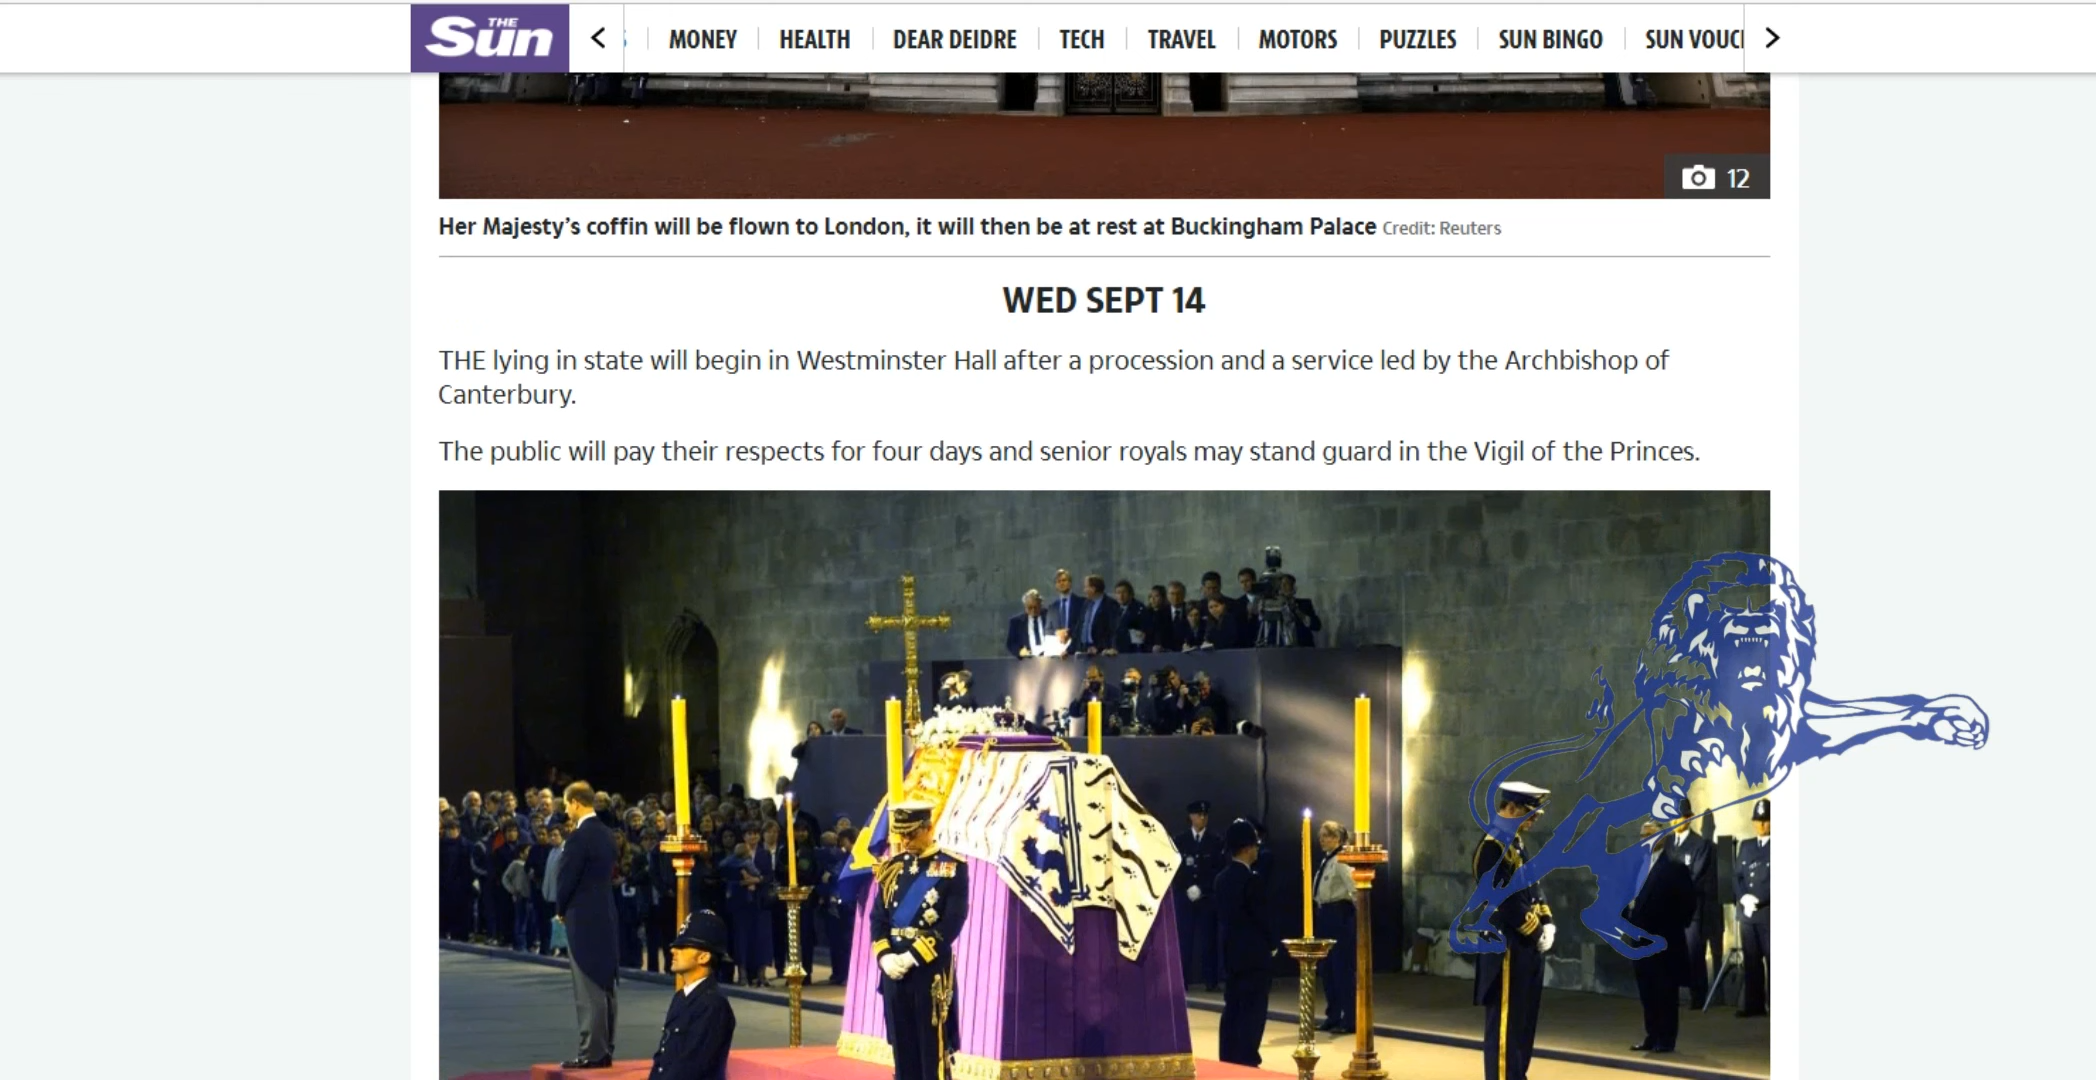 THE
Sun
MONEY
HEALTH
DEAR DEIDRE
TECH
TRAVEL
MOTORS
PUZZLES
SUN BINGO
SUN
12
Her Majesty’s coffin will be flown to London, it will then be at rest at Buckingham Palace Credit: Reuters
WED SEPT 14
THE lying in state will begin in Westminster Hall after a procession and a service led by the Archbishop of
Canterbury.
The public will pay their respects for four days and senior royals may stand guard in the Vigil of the Princes.